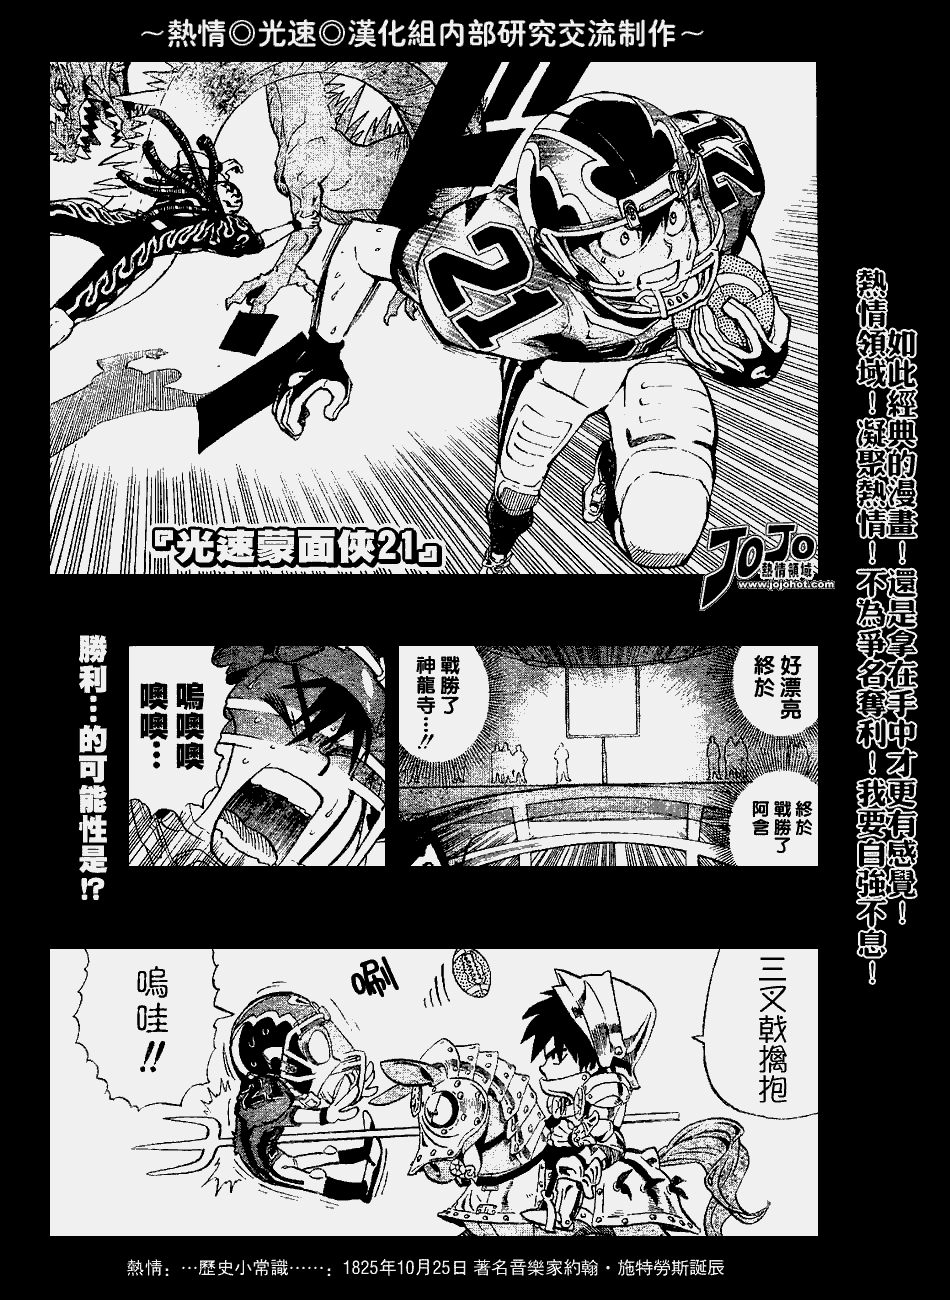 ～熱情◎光速◎漢化組内部研究交流制作～
如此經典的漫畫！還是拿在手中才更有感覺！
熱情領域！凝聚熱情！不為爭名奪利！我要自強不息！
21
『光速蒙面俠21』
JOJO
熱情領域
www.jojohot.com
好漂亮
終於
戰勝了
神龍寺…!!
終於
戰勝了
阿含
嗚噢噢
噢噢…
勝利…的可能性是!?
三叉戟擒抱
唰
嗚
哇
!!
21
熱情：…歷史小常識……：1825年10月25日 著名音樂家約翰・施特勞斯誕辰